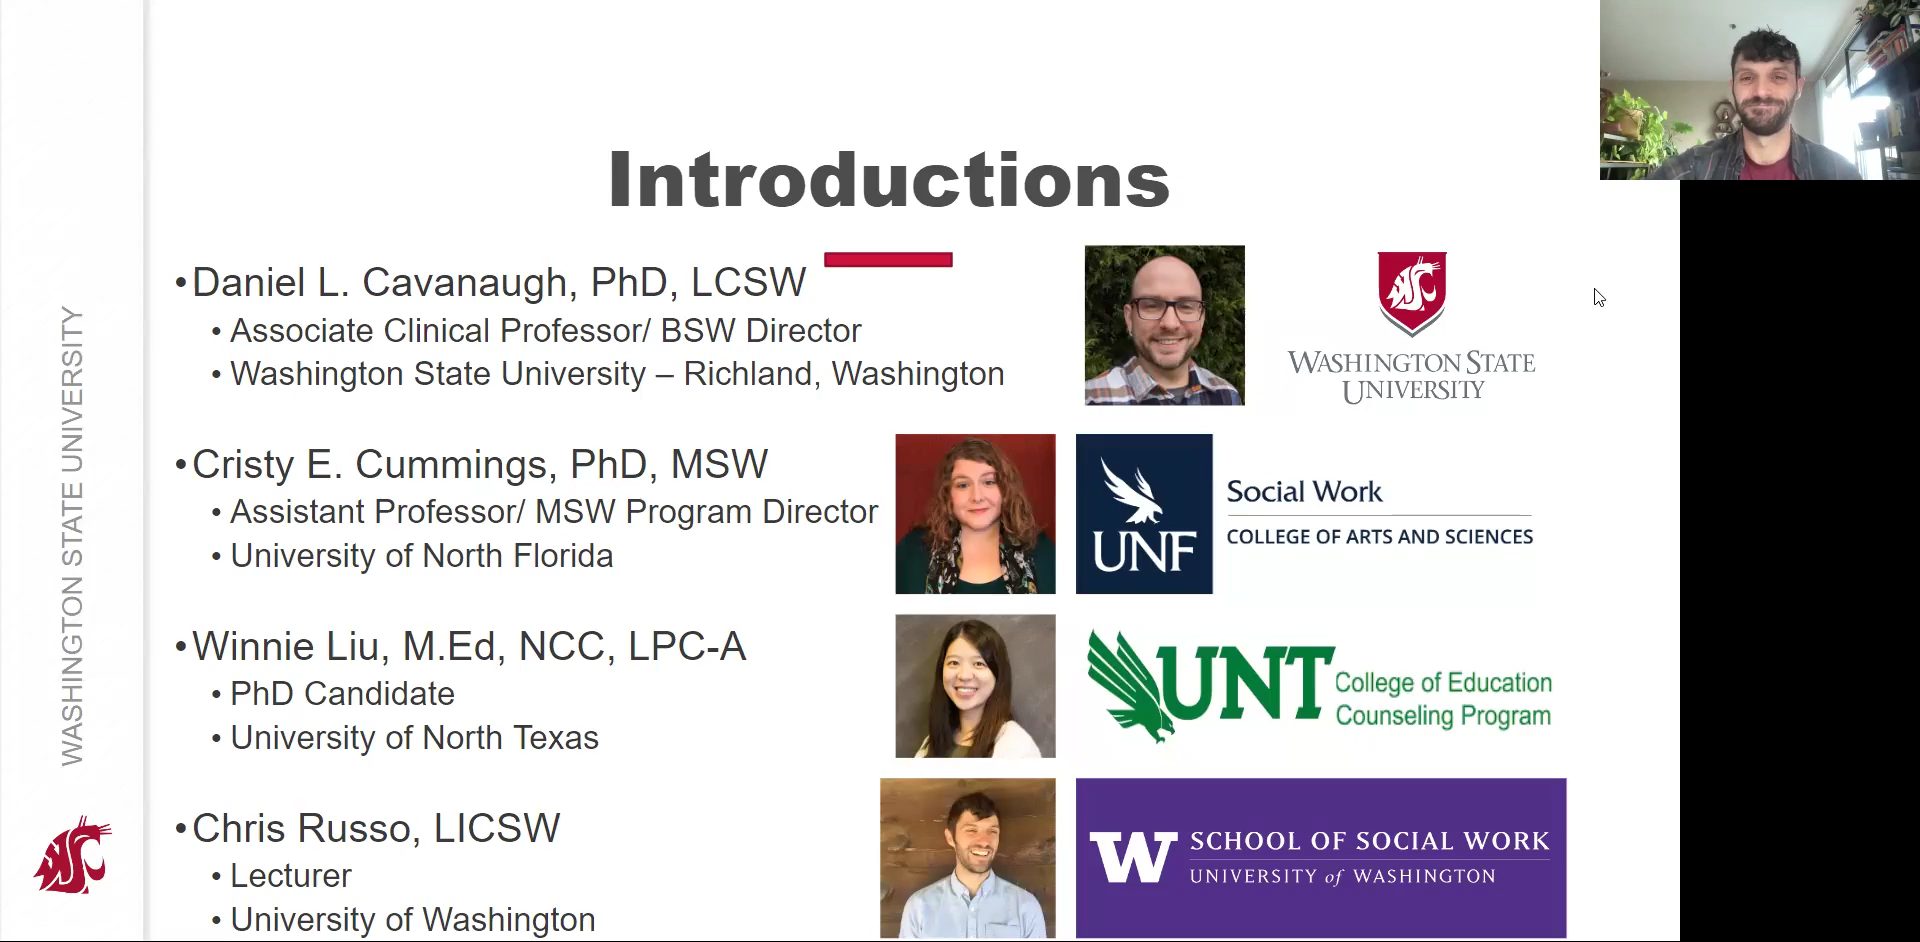 WASHINGTON STATE UNIVERSITY
Introductions
•Daniel L. Cavanaugh, PhD, LCSW
• Associate Clinical Professor/ BSW Director
• Washington State University – Richland, Washington
WASHINGTON STATE
UNIVERSITY
•Cristy E. Cummings, PhD, MSW
• Assistant Professor/ MSW Program Director
• University of North Florida
UNF
Social Work
COLLEGE OF ARTS AND SCIENCES
•Winnie Liu, M.Ed, NCC, LPC-A
• PhD Candidate
• University of North Texas
UNT
College of Education
Counseling Program
•Chris Russo, LICSW
• Lecturer
• University of Washington
W
SCHOOL OF SOCIAL WORK
UNIVERSITY of WASHINGTON